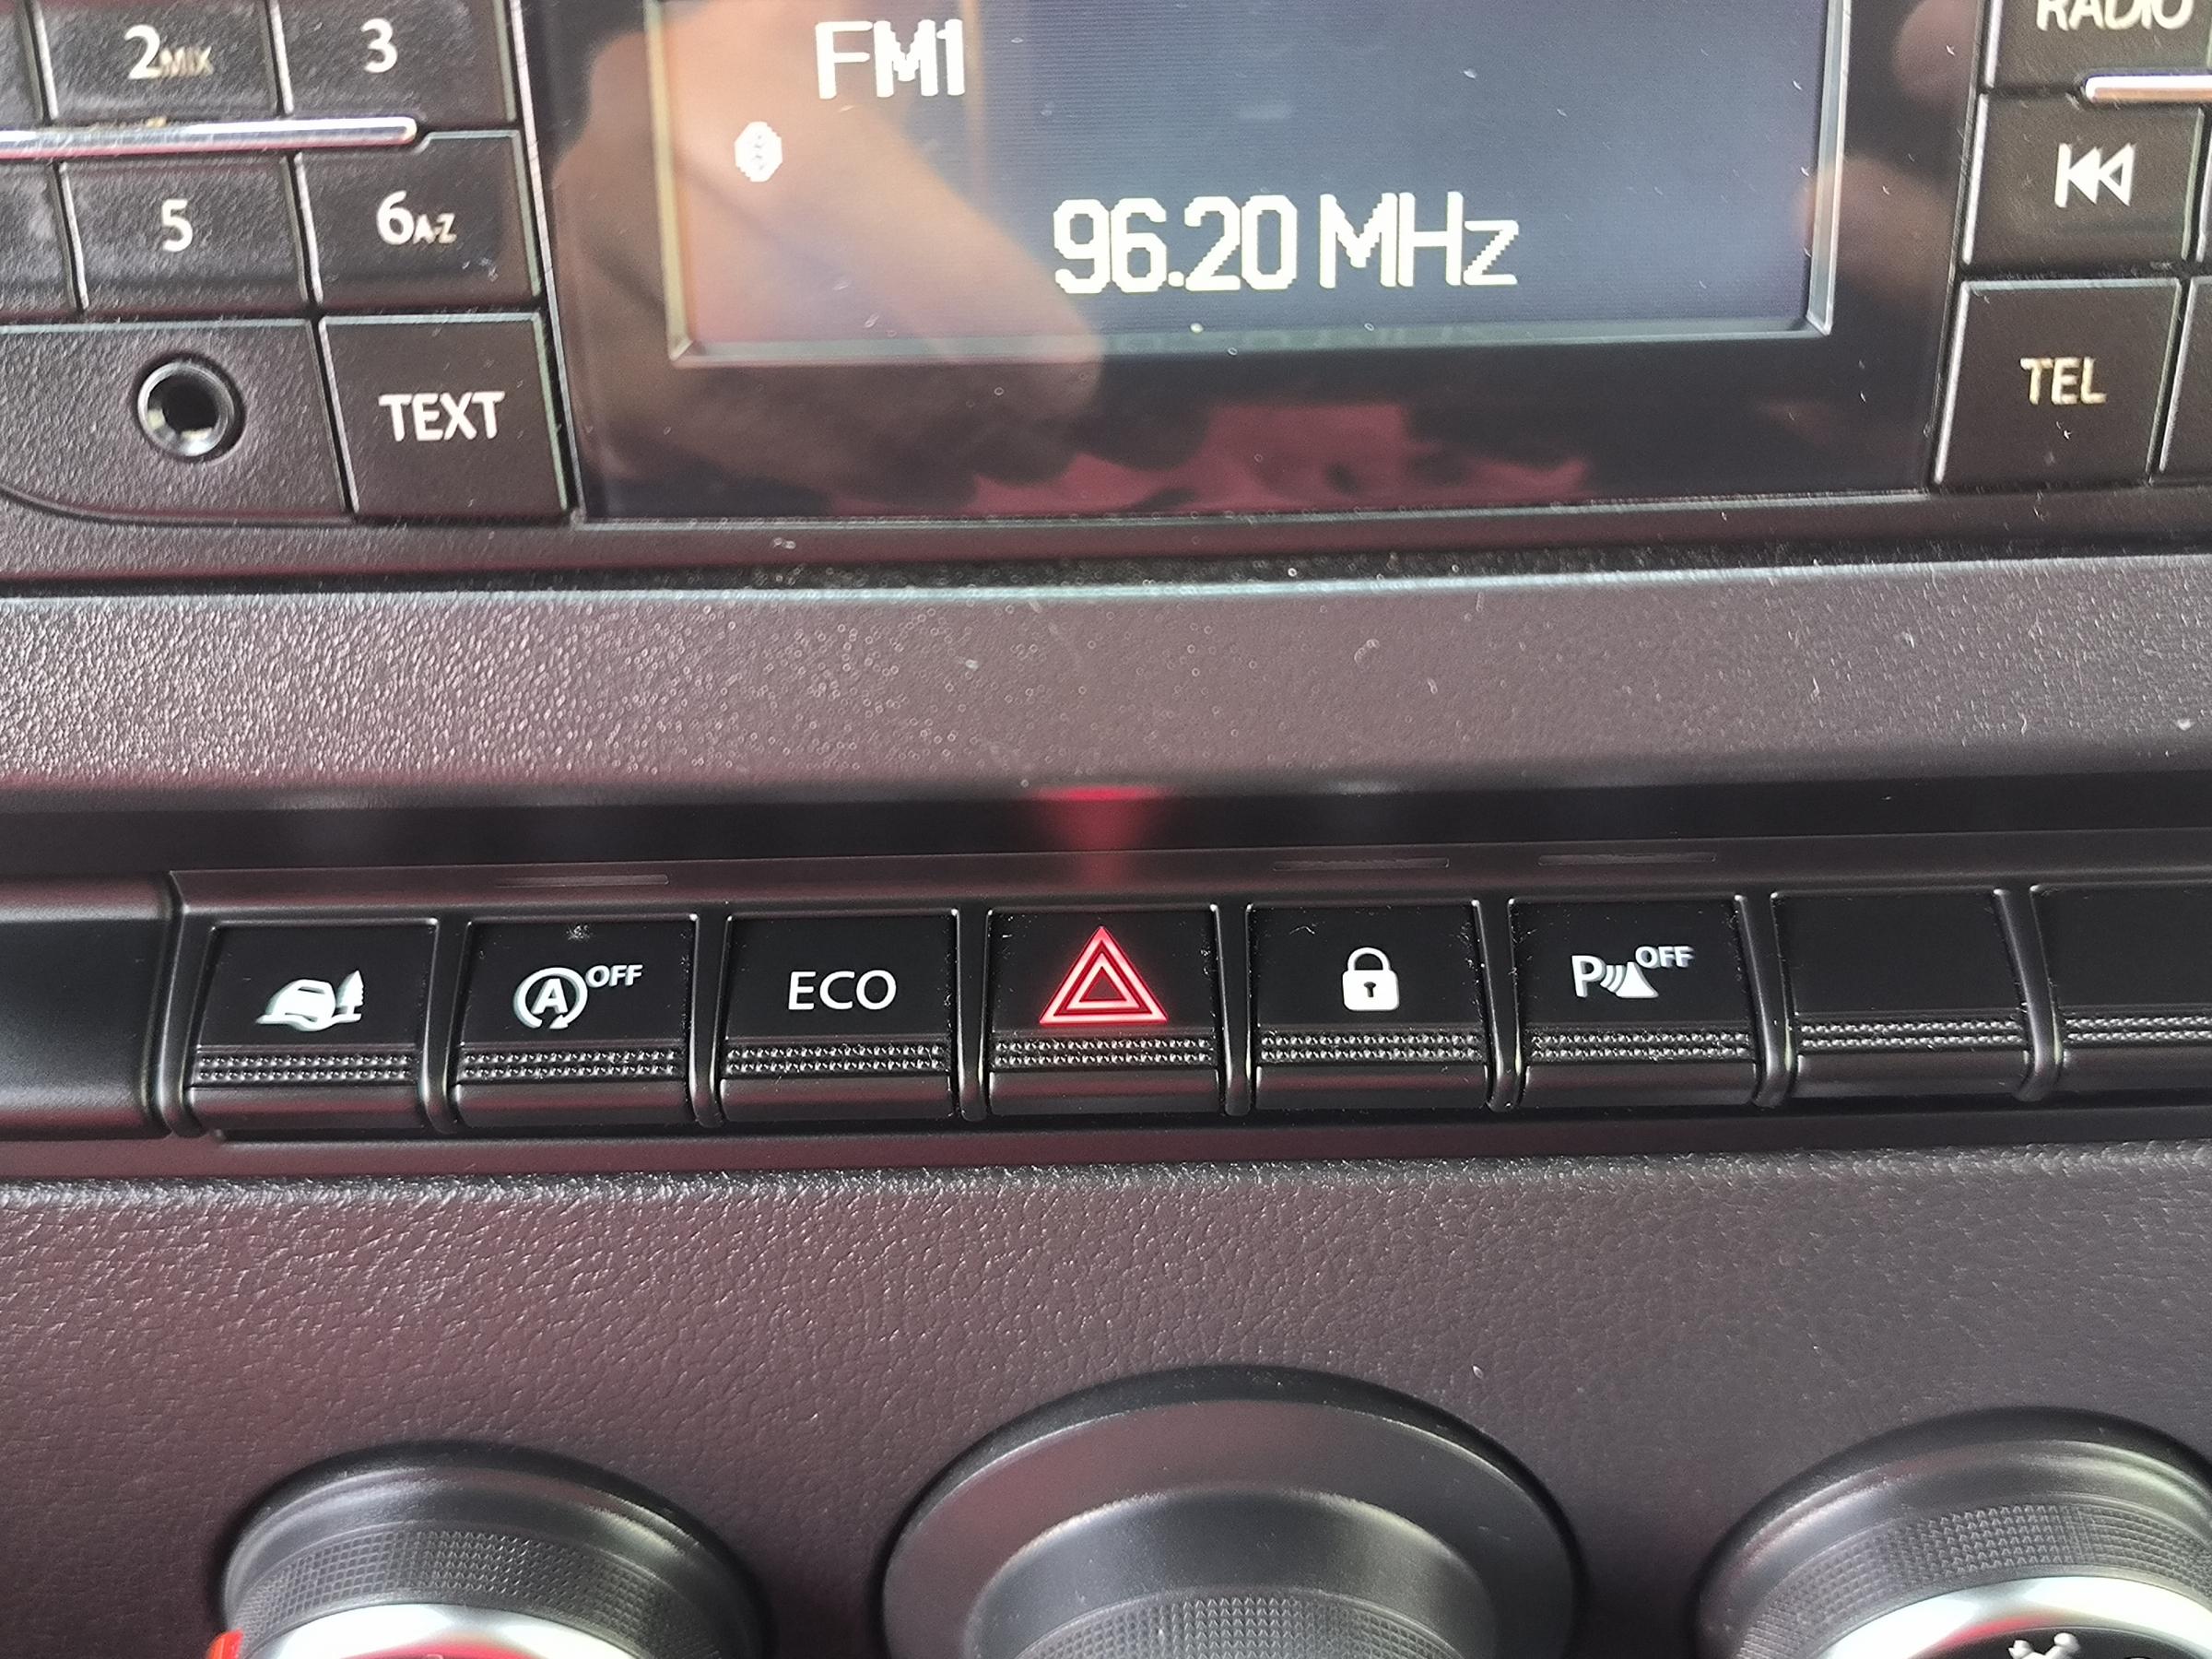 2MIX
3
FM1
RADIO
5
6A-Z
96.20 MHz
TEXT
TEL
A OFF
ECO
P OFF